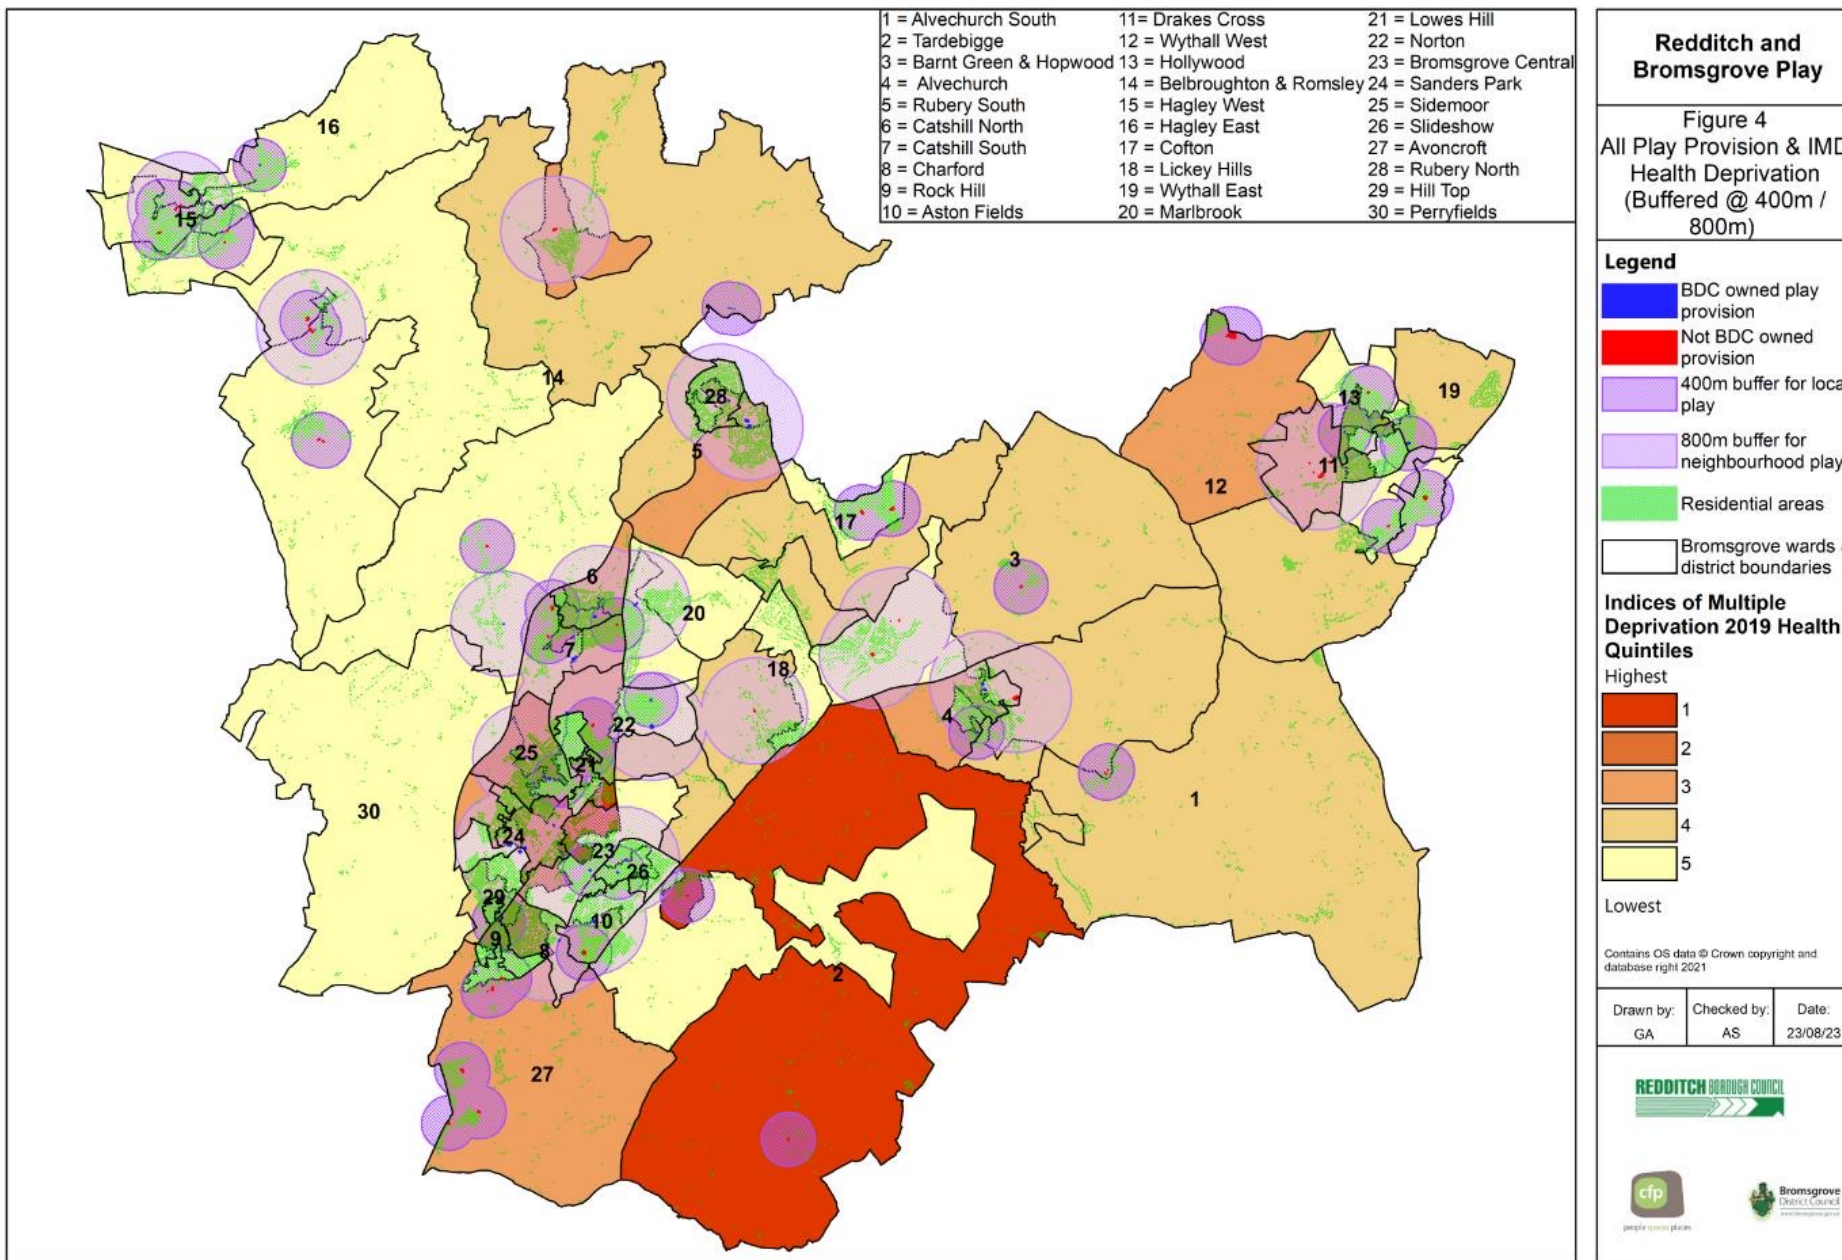 1 = Alvechurch South
2 = Tardebigge
3 = Barnt Green & Hopwood
4 = Alvechurch
5 = Rubery South
6 = Catshill North
7 = Catshill South
8 = Charford
9 = Rock Hill
10 = Aston Fields
11= Drakes Cross
12 = Wythall West
13 = Hollywood
14 = Belbroughton & Romsley
15 = Hagley West
16 = Hagley East
17 = Cofton
18 = Lickey Hills
19 = Wythall East
20 = Marlbrook
21 = Lowes Hill
22 = Norton
23 = Bromsgrove Central
24 = Sanders Park
25 = Sidemoor
26 = Slideshow
27 = Avoncroft
28 = Rubery North
29 = Hill Top
30 = Perryfields
16
15
14
28
5
13
19
11
12
17
3
6
20
7
18
4
22
25
21
1
30
24
23
26
29
10
9
8
2
27
Redditch and
Bromsgrove Play
Figure 4
All Play Provision & IMD
Health Deprivation
(Buffered @ 400m /
800m)
Legend
BDC owned play
provision
Not BDC owned
provision
400m buffer for loca
play
800m buffer for
neighbourhood play
Residential areas
Bromsgrove wards
district boundaries
Indices of Multiple
Deprivation 2019 Health
Quintiles
Highest
1
2
3
4
5
Lowest
Contains OS data © Crown copyright and
database right 2021
Drawn by:
GA
Checked by:
AS
Date:
23/08/23
REDDITCH BOROUGH COUNCIL
cfp
people spaces places
Bromsgrove
District Council